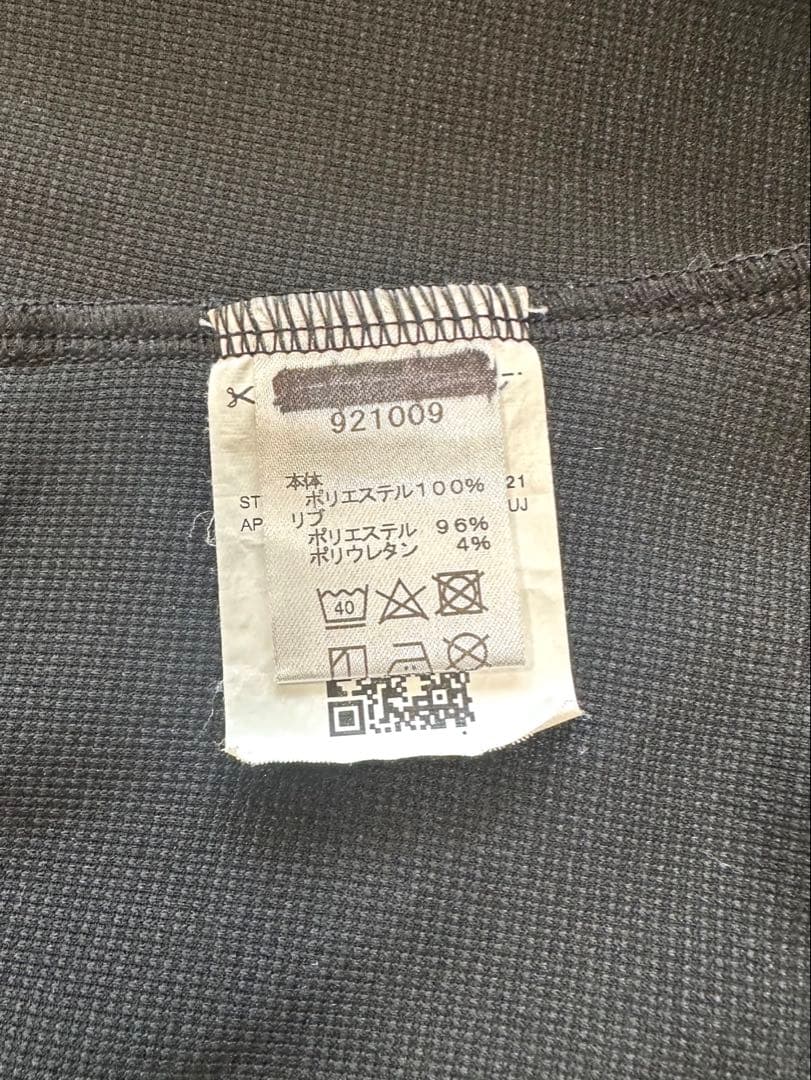 921009
本体
ポリエステル100%
リブ
ポリエステル 96%
ポリウレタン 4%
ST
AP
21
UJ
40